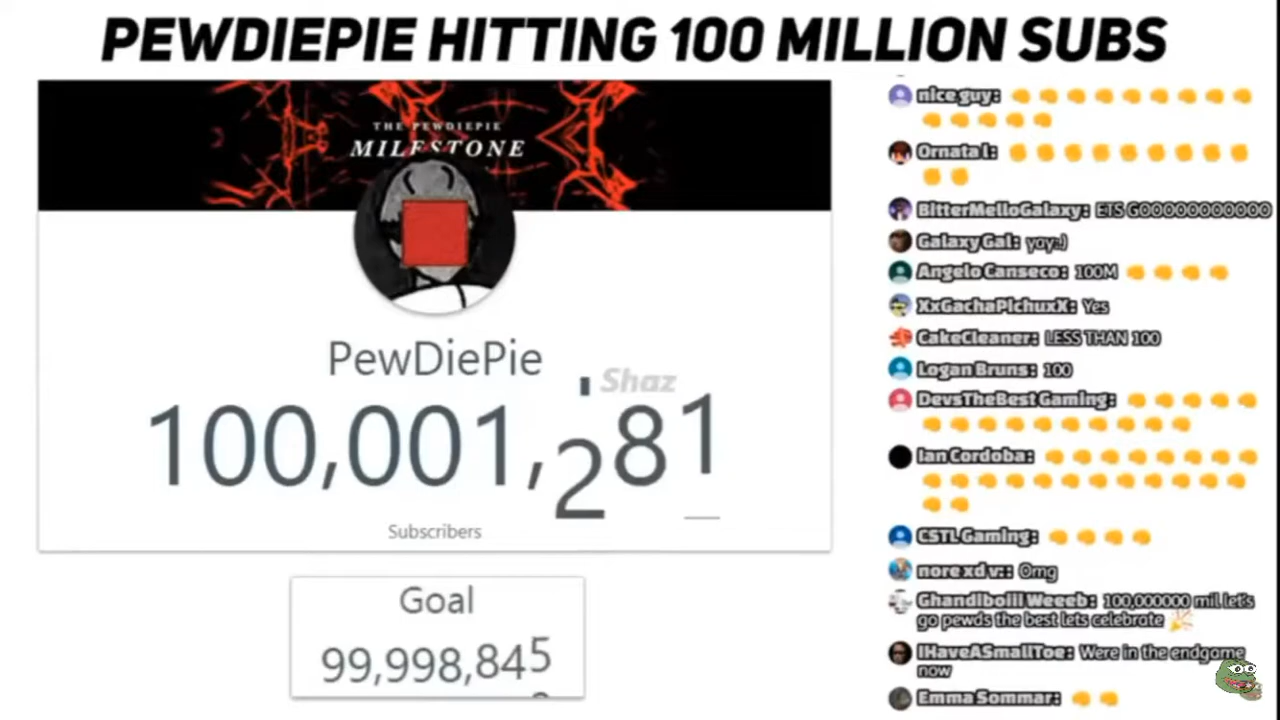 PEWDIEPIE HITTING 100 MILLION SUBS
THE PEWDIEPIE
MILESTONE
PewDiePie
Shaz
100,001,281
Subscribers
Goal
99,998,845
nice guy:
Ornata l:
BitterMelloGalaxy: ETS GOOOOOOOOOOO
Galaxy Gal: yay:)
Angelo Canseco: 100M
XxGachaPichuxX: Yes
CakeCleaner: LESS THAN 100
Logan Bruns: 100
DevsTheBest Gaming:
Ian Cordoba:
CSTL Gaming:
nore xd v:: Omg
Ghandiboiii Weeeb: 100,000000 mil let's
go pewds the best lets celebrate 🎉
IHaveASmallToe: Were in the endgame
now
Emma Sommar: